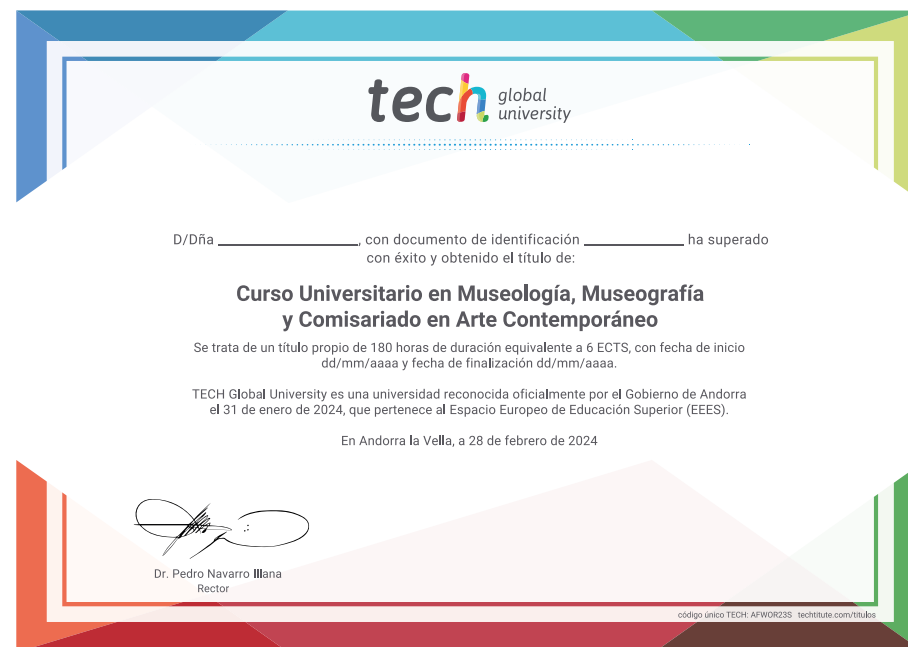 tech global university
D/Dña ____________________, con documento de identificación ______________ ha superado
con éxito y obtenido el título de:
Curso Universitario en Museología, Museografía
y Comisariado en Arte Contemporáneo
Se trata de un título propio de 180 horas de duración equivalente a 6 ECTS, con fecha de inicio
dd/mm/aaaa y fecha de finalización dd/mm/aaaa.
TECH Global University es una universidad reconocida oficialmente por el Gobierno de Andorra
el 31 de enero de 2024, que pertenece al Espacio Europeo de Educación Superior (EEES).
En Andorra la Vella, a 28 de febrero de 2024
Dr. Pedro Navarro Illana
Rector
código único TECH: AFWOR23S techtitute.com/titulos